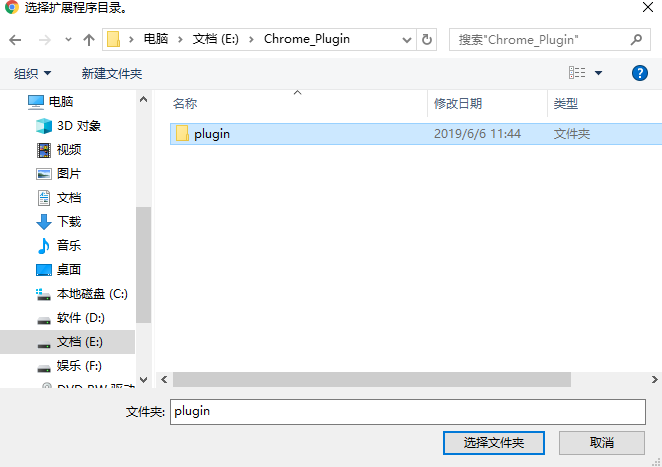 选择扩展程序目录。
电脑 文档 (E:) Chrome_Plugin 搜索"Chrome_Plugin"
组织 新建文件夹
电脑
3D 对象
视频
图片
文档
下载
音乐
桌面
本地磁盘 (C:)
软件 (D:)
文档 (E:)
娱乐 (F:)
DVD RW 驱动
名称 修改日期 类型
plugin 2019/6/6 11:44 文件夹
文件夹: plugin
选择文件夹 取消